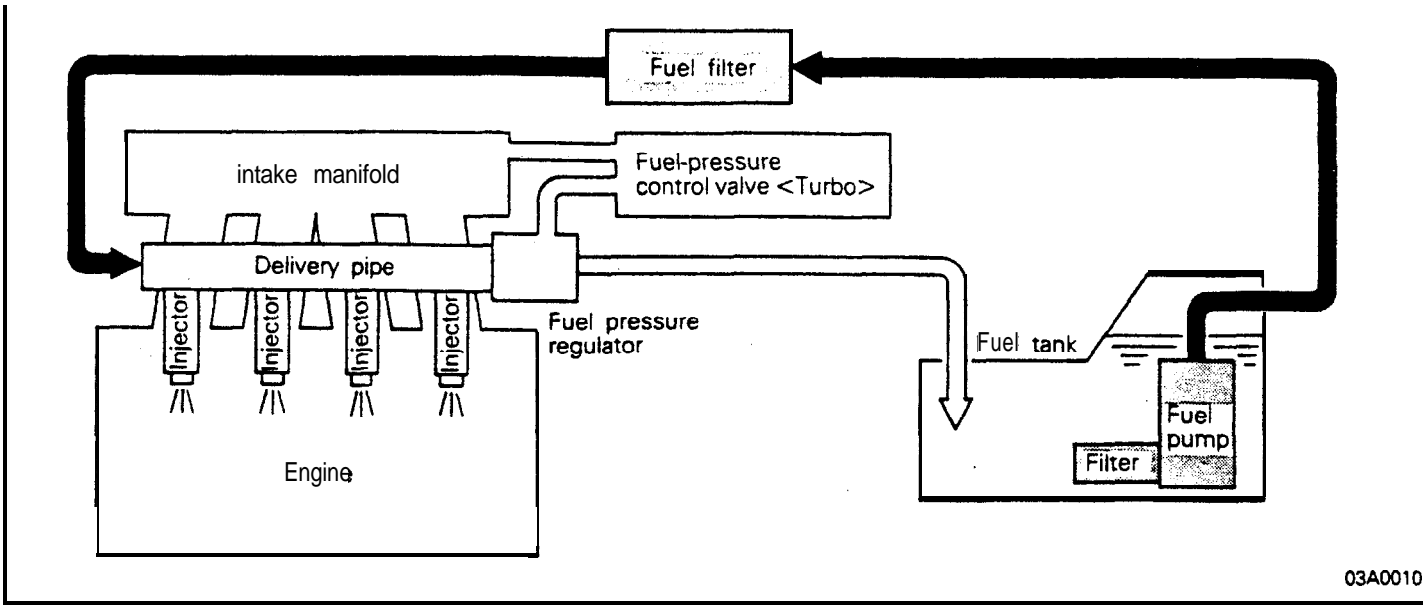 Fuel filter
intake manifold
Fuel-pressure
control valve <Turbo>
Delivery pipe
Injector
Injector
Injector
Injector
Fuel pressure
regulator
Fuel tank
Fuel
pump
Filter
Engine
03A0010